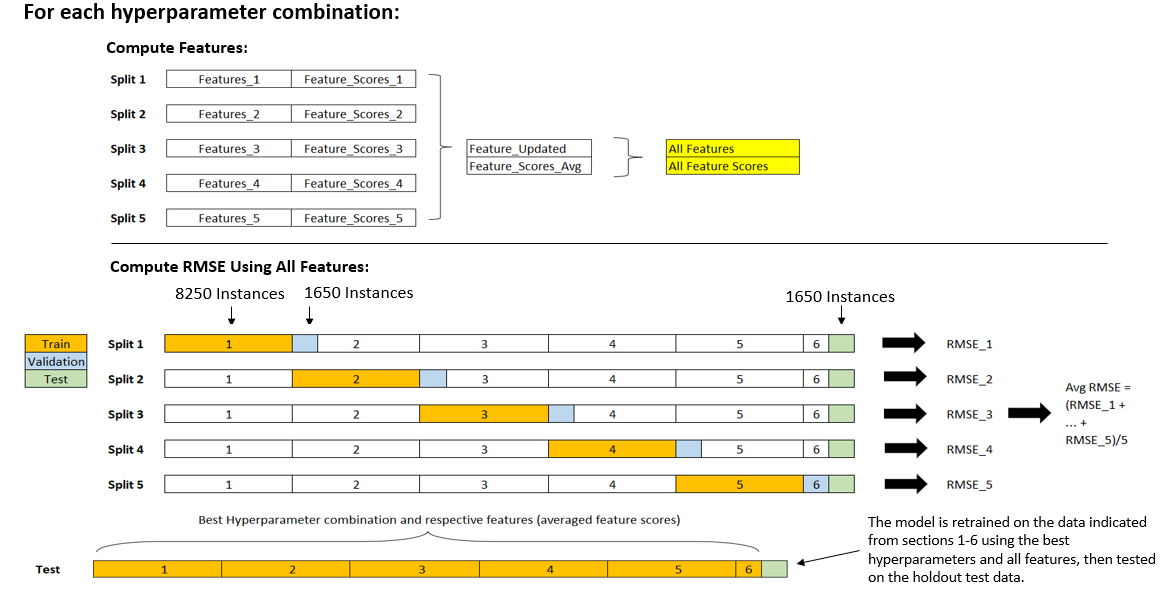 For each hyperparameter combination:
Compute Features:
Split 1 Features_1 Feature_Scores_1
Split 2 Features_2 Feature_Scores_2
Split 3 Features_3 Feature_Scores_3
Split 4 Features_4 Feature_Scores_4
Split 5 Features_5 Feature_Scores_5
Feature_Updated
Feature_Scores_Avg
All Features
All Feature Scores
Compute RMSE Using All Features:
8250 Instances 1650 Instances 1650 Instances
Train
Validation
Test
Split 1 1 2 3 4 5 6 RMSE_1
Split 2 1 2 3 4 5 6 RMSE_2
Split 3 1 2 3 4 5 6 RMSE_3
Split 4 1 2 3 4 5 6 RMSE_4
Split 5 1 2 3 4 5 6 RMSE_5
Avg RMSE =
(RMSE_1 +
... +
RMSE_5)/5
Best Hyperparameter combination and respective features (averaged feature scores)
Test 1 2 3 4 5 6
The model is retrained on the data indicated
from sections 1-6 using the best
hyperparameters and all features, then tested
on the holdout test data.